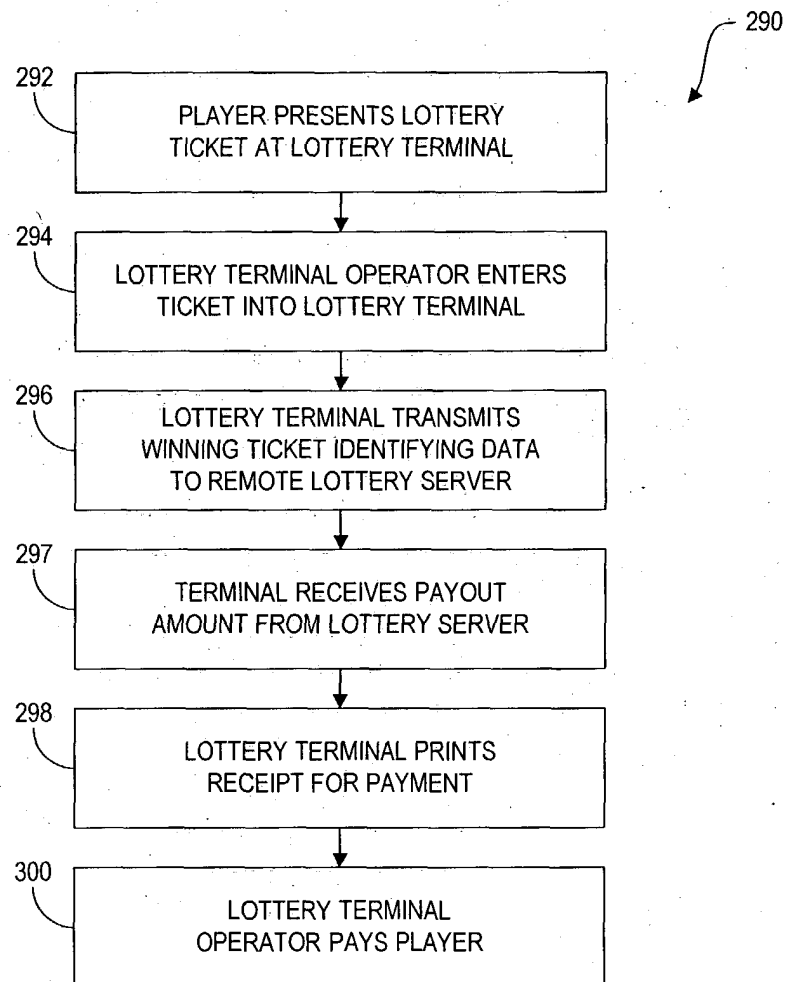 290
292
PLAYER PRESENTS LOTTERY
TICKET AT LOTTERY TERMINAL
294
LOTTERY TERMINAL OPERATOR ENTERS
TICKET INTO LOTTERY TERMINAL
296
LOTTERY TERMINAL TRANSMITS
WINNING TICKET IDENTIFYING DATA
TO REMOTE LOTTERY SERVER
297
TERMINAL RECEIVES PAYOUT
AMOUNT FROM LOTTERY SERVER
298
LOTTERY TERMINAL PRINTS
RECEIPT FOR PAYMENT
300
LOTTERY TERMINAL
OPERATOR PAYS PLAYER